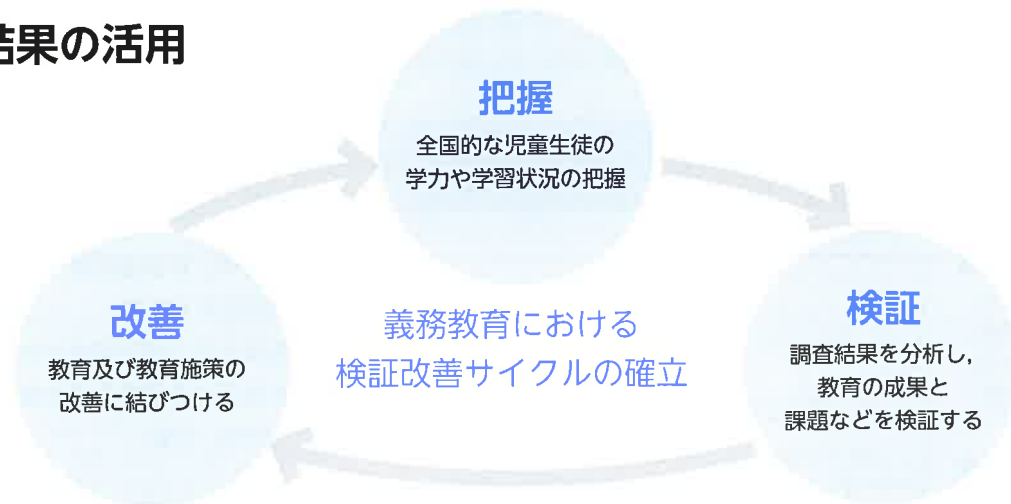 果の活用
把握
全国的な児童生徒の
学力や学習状況の把握
改善
教育及び教育施策の
改善に結びつける
義務教育における
検証改善サイクルの確立
検証
調査結果を分析し,
教育の成果と
課題などを検証する